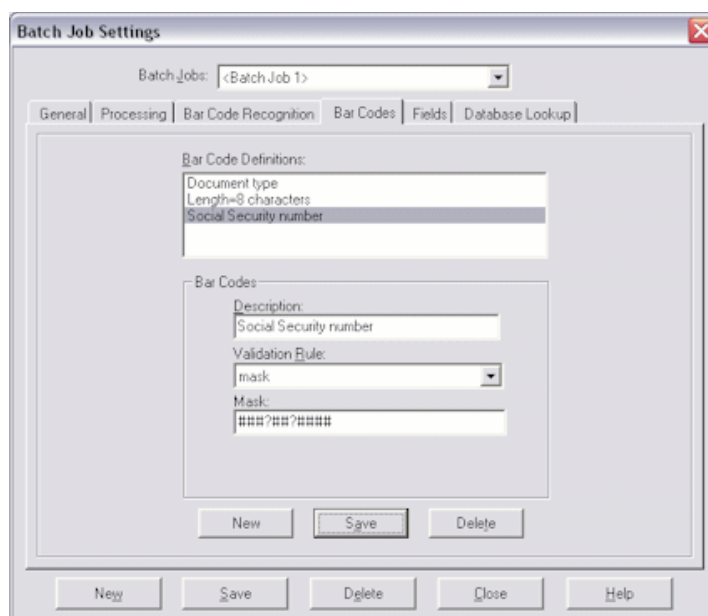 Batch Job Settings
Batch Jobs: <Batch Job 1>
General Processing Bar Code Recognition Bar Codes Fields Database Lookup
Bar Code Definitions:
Document type
Length=8 characters
Social Security number
Bar Codes
Description:
Social Security number
Validation Rule:
mask
Mask:
###?##?####
New Save Delete
New Save Delete Close Help